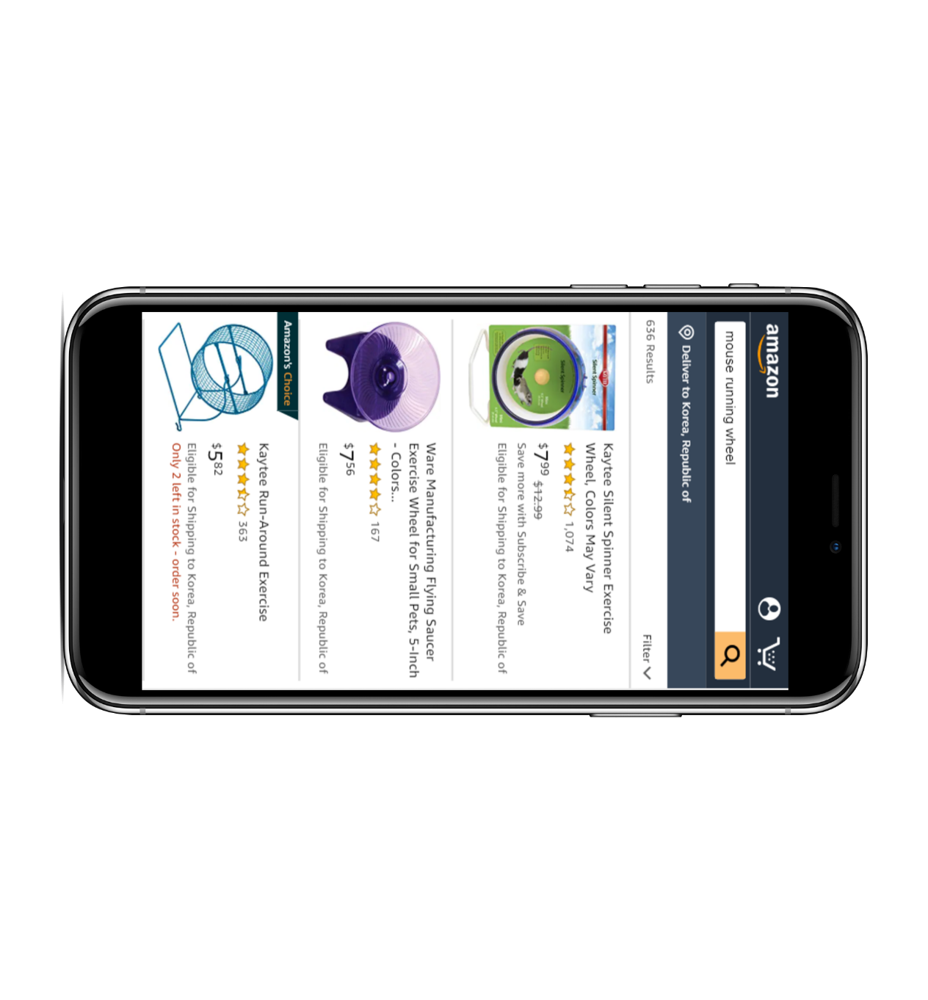 amazon
mouse running wheel
Deliver to Korea, Republic of
636 Results
Filter
Silent Spinner
Silent Spinner
Kaytee Silent Spinner Exercise
Wheel, Colors May Vary
1,074
$7.99 $12.99
Save more with Subscribe & Save
Eligible for Shipping to Korea, Republic of
Ware Manufacturing Flying Saucer
Exercise Wheel for Small Pets, 5-Inch
- Colors...
167
$7.56
Eligible for Shipping to Korea, Republic of
Amazon's Choice
Kaytee Run-Around Exercise
363
$5.82
Eligible for Shipping to Korea, Republic of
Only 2 left in stock - order soon.